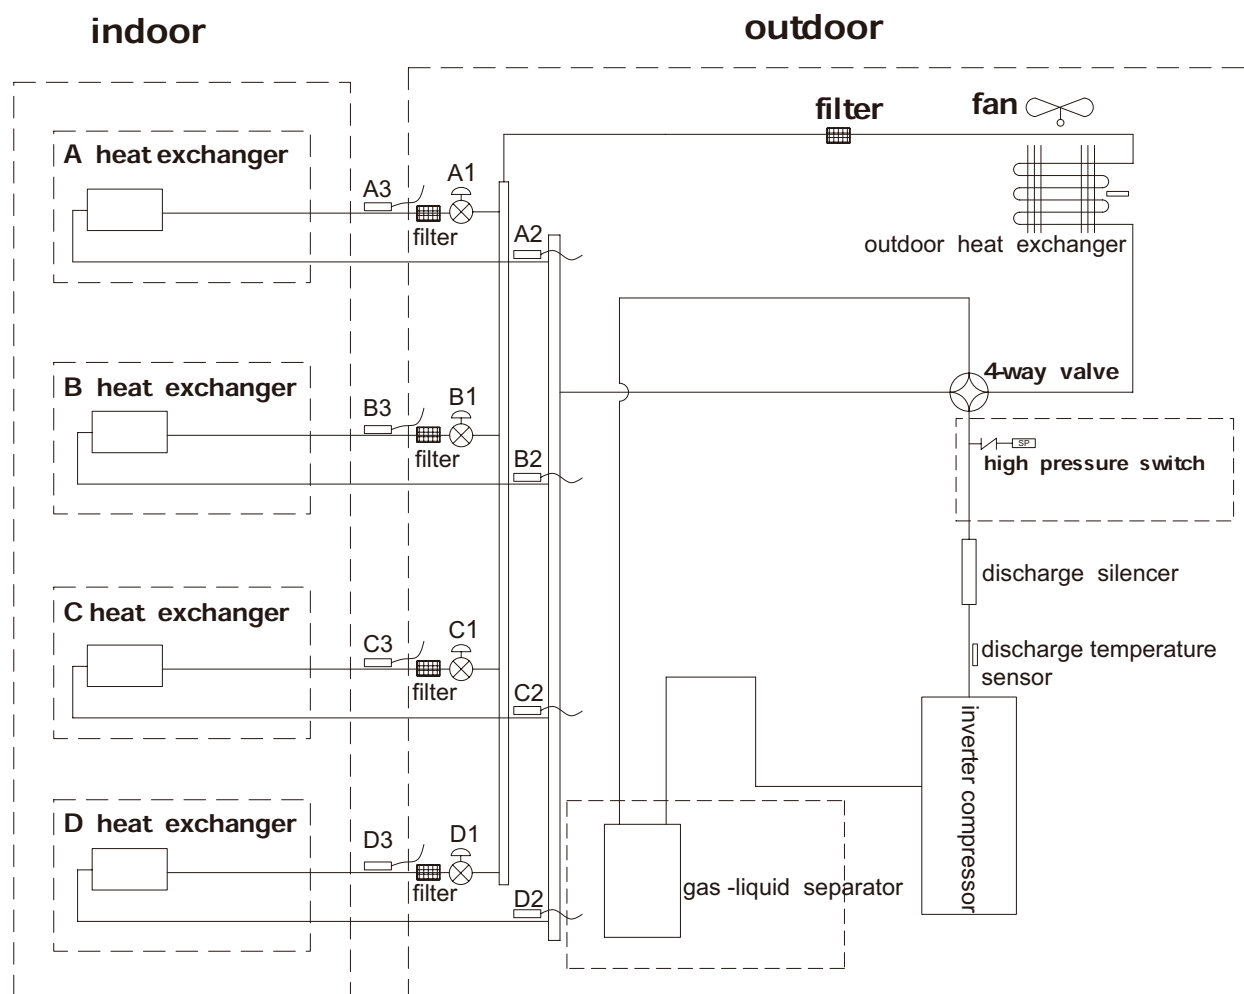 indoor
outdoor
A heat exchanger
A3
A1
filter
A2
filter
fan
outdoor heat exchanger
B heat exchanger
B3
B1
filter
B2
4-way valve
SP
high pressure switch
discharge silencer
discharge temperature
sensor
C heat exchanger
C3
C1
filter
C2
inverter compressor
D heat exchanger
D3
D1
filter
D2
gas-liquid separator